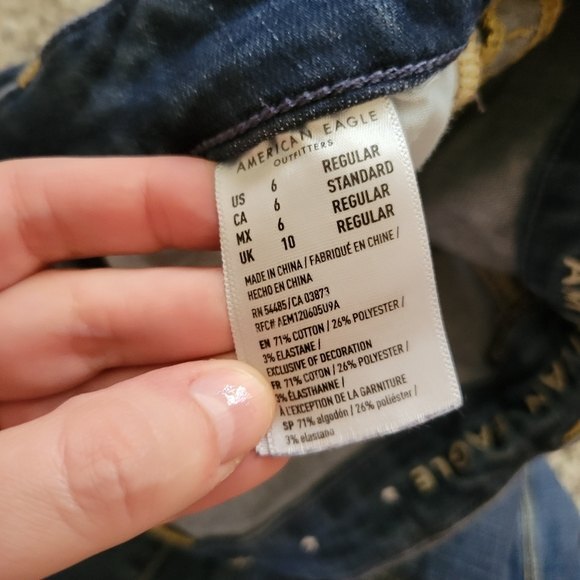 AMERICAN EAGLE
OUTFITTERS
US 6 REGULAR
CA 6 STANDARD
MX 6 REGULAR
UK 10 REGULAR
MADE IN CHINA / FABRIQUÉ EN CHINE /
HECHO EN CHINA
RN 54485 / CA 03873
RFC# AEM120605U9A
EN 71% COTTON / 26% POLYESTER /
3% ELASTANE /
EXCLUSIVE OF DECORATION
FR 71% COTON / 26% POLYESTER /
3% ÉLASTHANNE /
À L'EXCEPTION DE LA GARNITURE
SP 71% algodón / 26% poliéster /
3% elastano
EAGLE